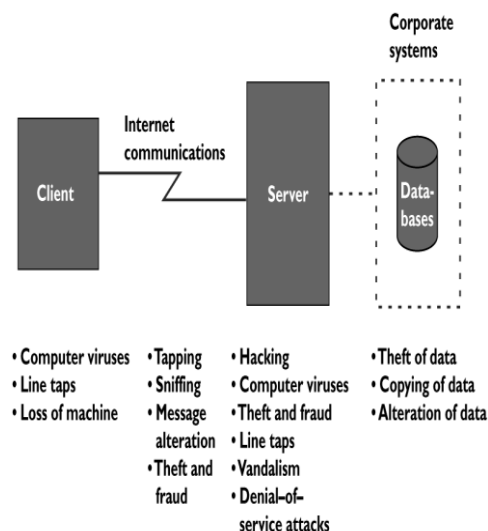 Corporate
systems
Internet
communications
Client
Server
Data-
bases
• Computer viruses
• Line taps
• Loss of machine
• Tapping
• Sniffing
• Message
alteration
• Theft and
fraud
• Hacking
• Computer viruses
• Theft and fraud
• Line taps
• Vandalism
• Denial–of–
service attacks
• Theft of data
• Copying of data
• Alteration of data